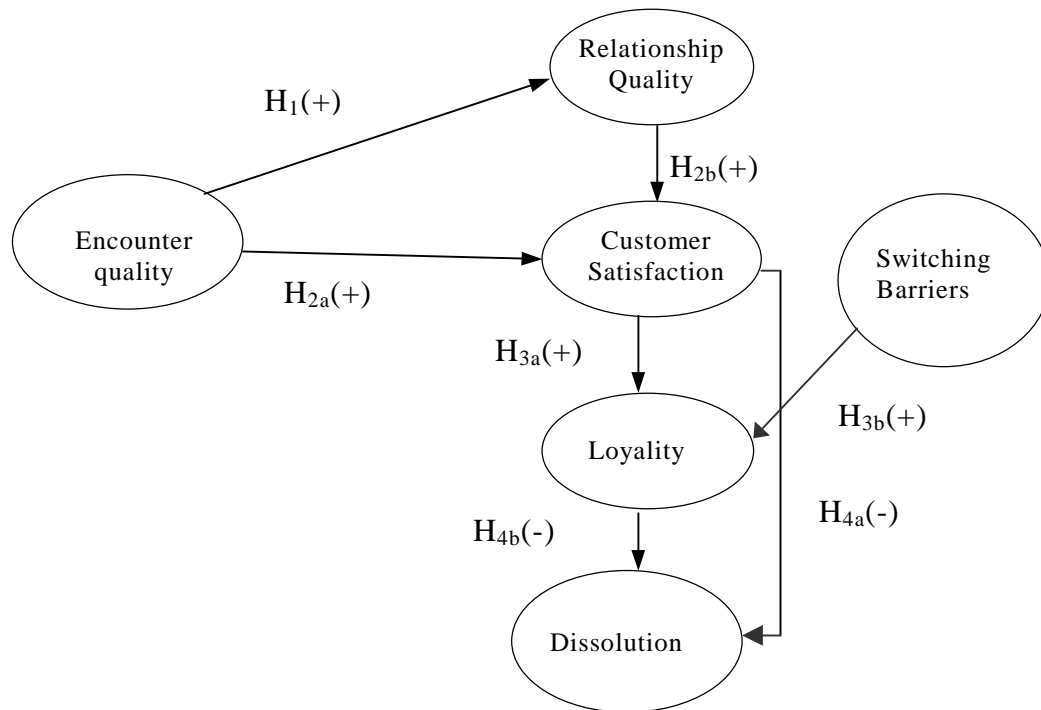 Relationship
Quality
H₁(+)
H₂b(+)
Encounter
quality
Customer
Satisfaction
Switching
Barriers
H₂a(+)
H₃a(+)
H₃b(+)
Loyality
H₄a(-)
H₄b(-)
Dissolution